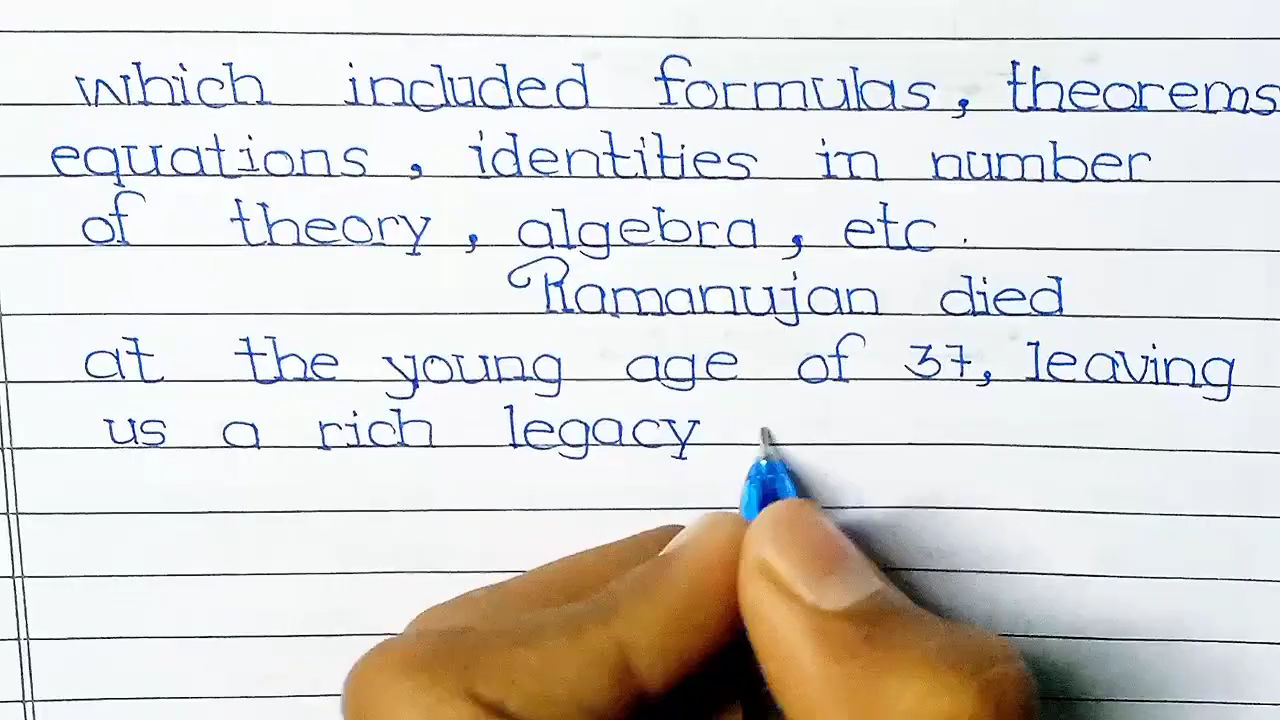 which included formulas, theorems
equations, identities in number
of theory, algebra, etc.
Ramanujan died
at the young age of 37, leaving
us a rich legacy